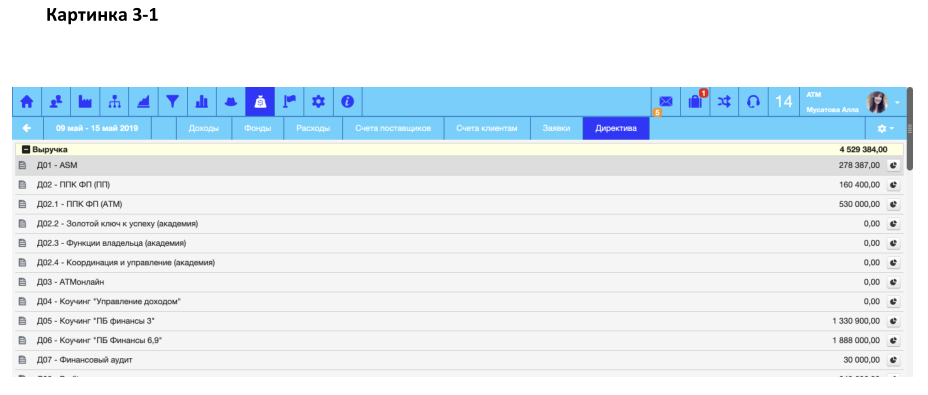 Картинка 3-1
1
5
14
ATM
Мусатова Алла
09 май - 15 май 2019
Доходы
Фонды
Расходы
Счета поставщиков
Счета клиентам
Заявки
Директива
Выручка 4 529 384,00
Д01 - ASM 278 387,00
Д02 - ППК ФП (ПП) 160 400,00
Д02.1 - ППК ФП (АТМ) 530 000,00
Д02.2 - Золотой ключ к успеху (академия) 0,00
Д02.3 - Функции владельца (академия) 0,00
Д02.4 - Координация и управление (академия) 0,00
Д03 - АТМонлайн 0,00
Д04 - Коучинг "Управление доходом" 0,00
Д05 - Коучинг "ПБ финансы 3" 1 330 900,00
Д06 - Коучинг "ПБ Финансы 6,9" 1 888 000,00
Д07 - Финансовый аудит 30 000,00